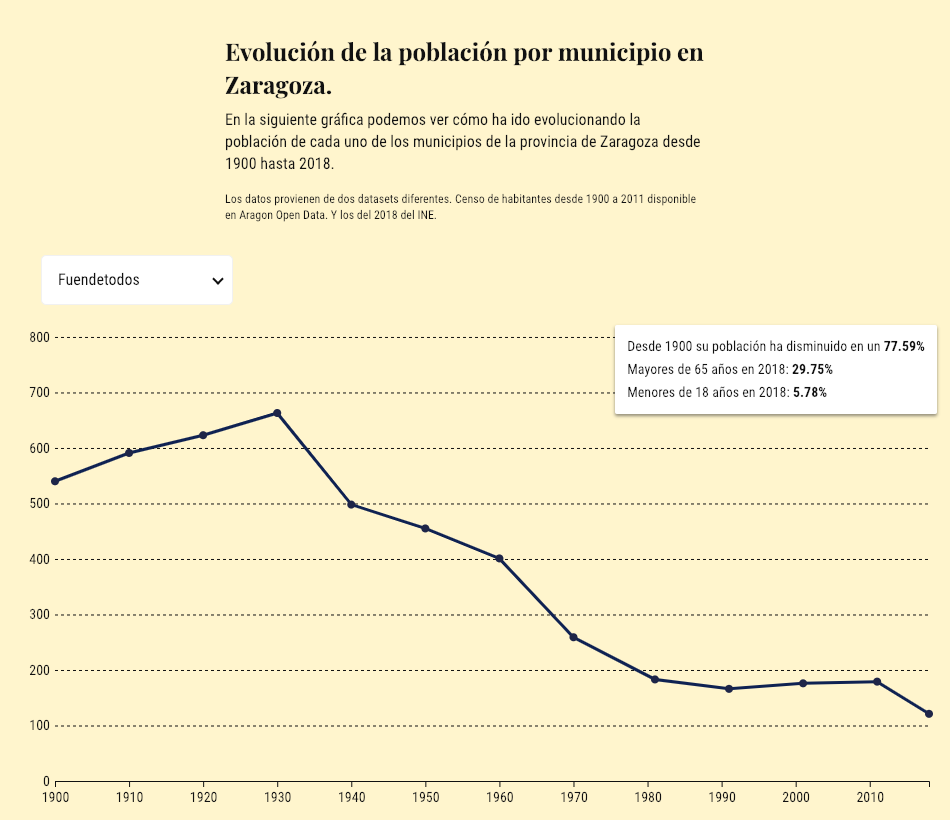 Evolución de la población por municipio en
Zaragoza.
En la siguiente gráfica podemos ver cómo ha ido evolucionando la
población de cada uno de los municipios de la provincia de Zaragoza desde
1900 hasta 2018.
Los datos provienen de dos datasets diferentes. Censo de habitantes desde 1900 a 2011 disponible
en Aragon Open Data. Y los del 2018 del INE.
Fuendetodos
Desde 1900 su población ha disminuido en un 77.59%
Mayores de 65 años en 2018: 29.75%
Menores de 18 años en 2018: 5.78%
800
700
600
500
400
300
200
100
0
1900 1910 1920 1930 1940 1950 1960 1970 1980 1990 2000 2010